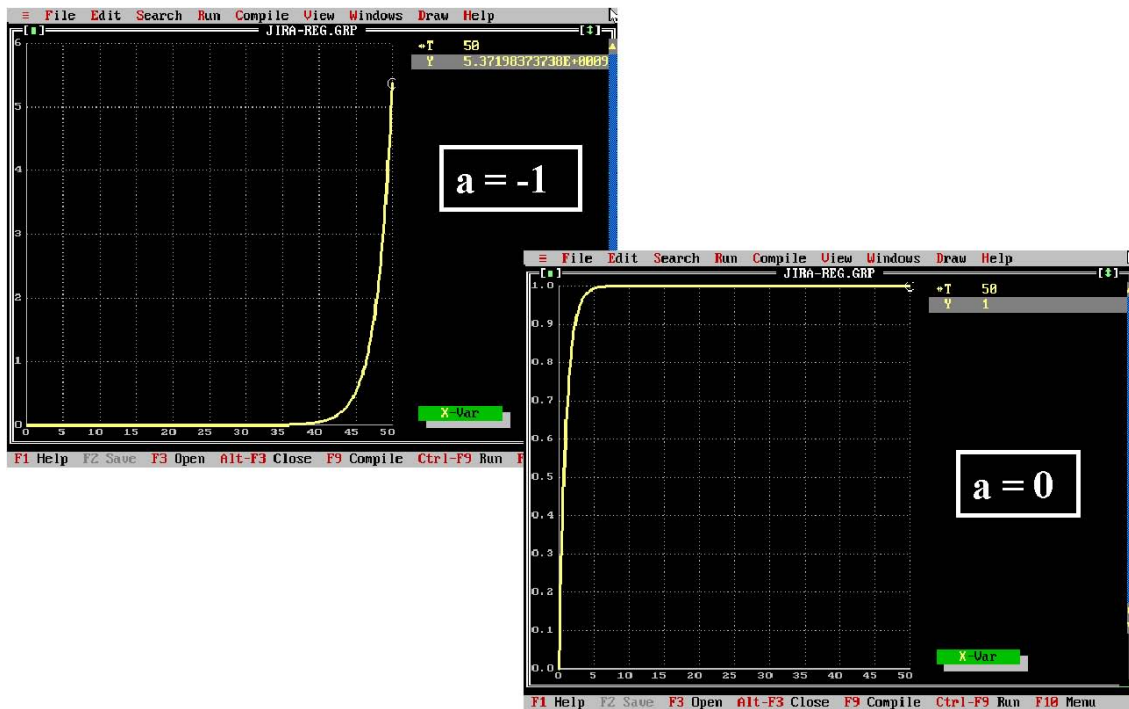 ≡ File Edit Search Run Compile View Windows Draw Help
JIRA-REG.GRP
T 50
Y 5.37198373738E+0009
6
5
4
3
2
1
0
0 5 10 15 20 25 30 35 40 45 50
a = -1
X-Var
F1 Help F2 Save F3 Open Alt-F3 Close F9 Compile Ctrl-F9 Run F
≡ File Edit Search Run Compile View Windows Draw Help
JIRA-REG.GRP
T 50
Y 1
1.0
0.9
0.8
0.7
0.6
0.5
0.4
0.3
0.2
0.1
0.0
0 5 10 15 20 25 30 35 40 45 50
a = 0
X-Var
F1 Help F2 Save F3 Open Alt-F3 Close F9 Compile Ctrl-F9 Run F10 Menu